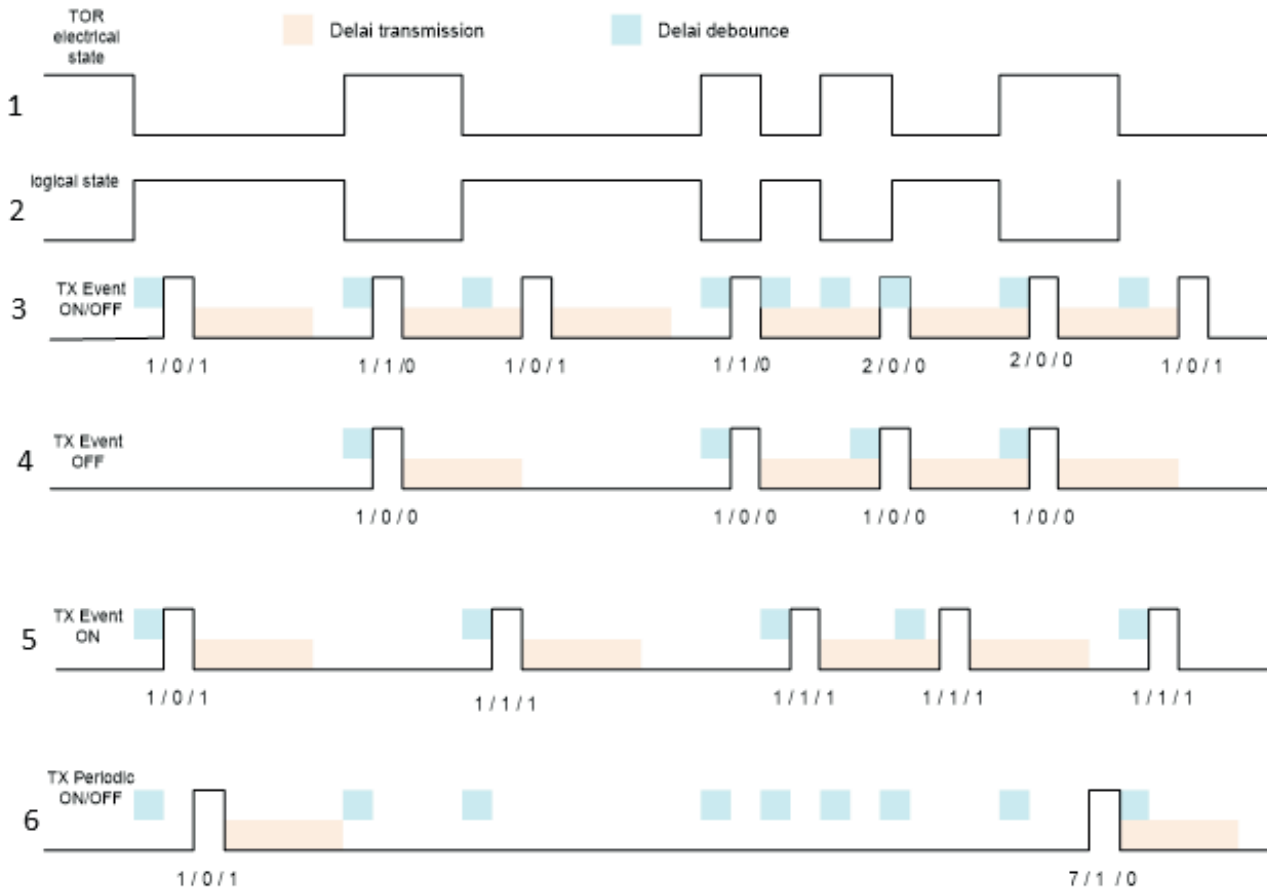 TOR
electrical
state
Delai transmission
Delai debounce
1
logical state
2
TX Event
ON/OFF
3
1 / 0 / 1
1 / 1 /0
1 / 0 / 1
1 / 1 /0
2 / 0 / 0
2 / 0 / 0
1 / 0 / 1
TX Event
OFF
4
1 / 0 / 0
1 / 0 / 0
1 / 0 / 0
1 / 0 / 0
TX Event
ON
5
1 / 0 / 1
1 / 1 / 1
1 / 1 / 1
1 / 1 / 1
1 / 1 / 1
TX Periodic
ON/OFF
6
1 / 0 / 1
7 / 1 / 0